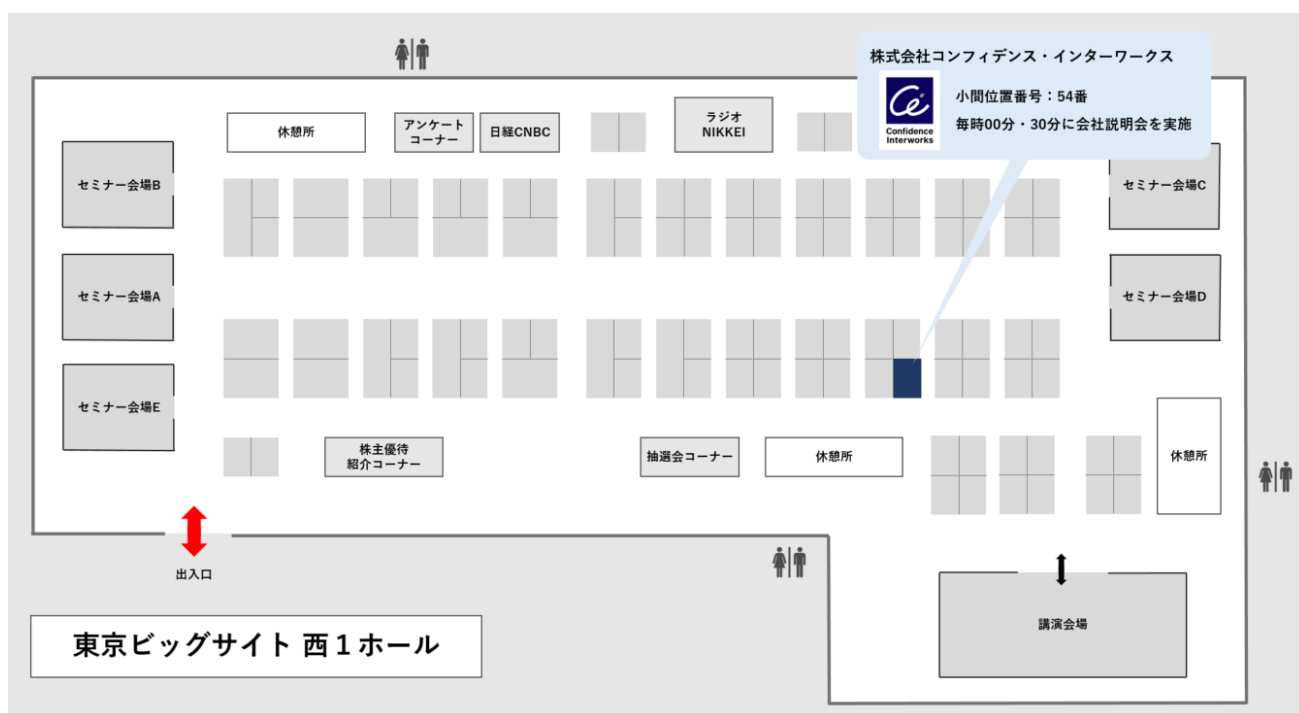 株式会社コンフィデンス・インターワークス
Ce
Confidence
Interworks
小間位置番号：54番
毎時00分・30分に会社説明会を実施
休憩所
アンケート
コーナー
日経CNBC
ラジオ
NIKKEI
セミナー会場B
セミナー会場C
セミナー会場A
セミナー会場D
セミナー会場E
株主優待
紹介コーナー
抽選会コーナー
休憩所
休憩所
出入口
講演会場
東京ビッグサイト 西１ホール